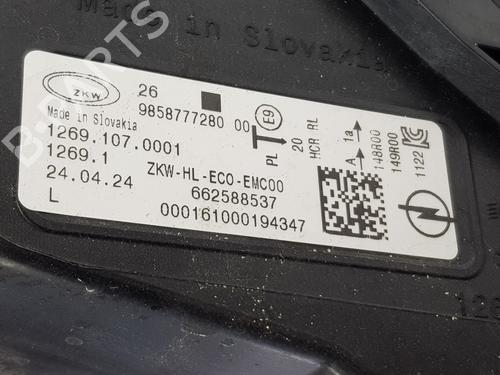 Made in Slovakia
B-PARTS
ZKW
26
9858777280 00
E9
Made in Slovakia
1269.107.0001
1269.1
24.04.24
ZKW-HL-ECO-EMC00
662588537
L
000161000194347
PL
20
HCR RL
A 1a
148R00
149R00
1122